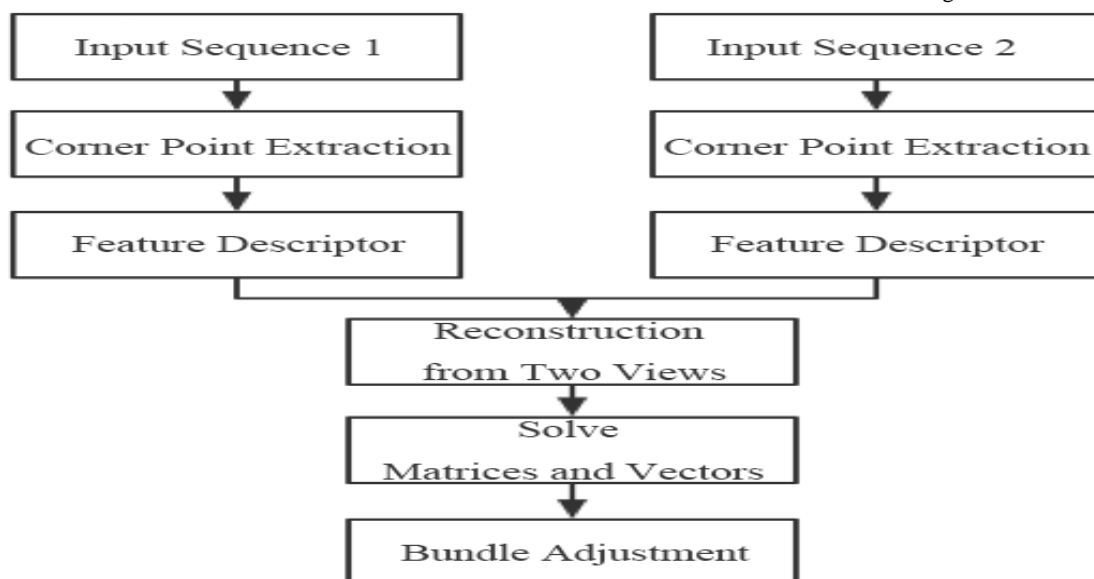 Input Sequence 1
Input Sequence 2
Corner Point Extraction
Corner Point Extraction
Feature Descriptor
Feature Descriptor
Reconstruction
from Two Views
Solve
Matrices and Vectors
Bundle Adjustment